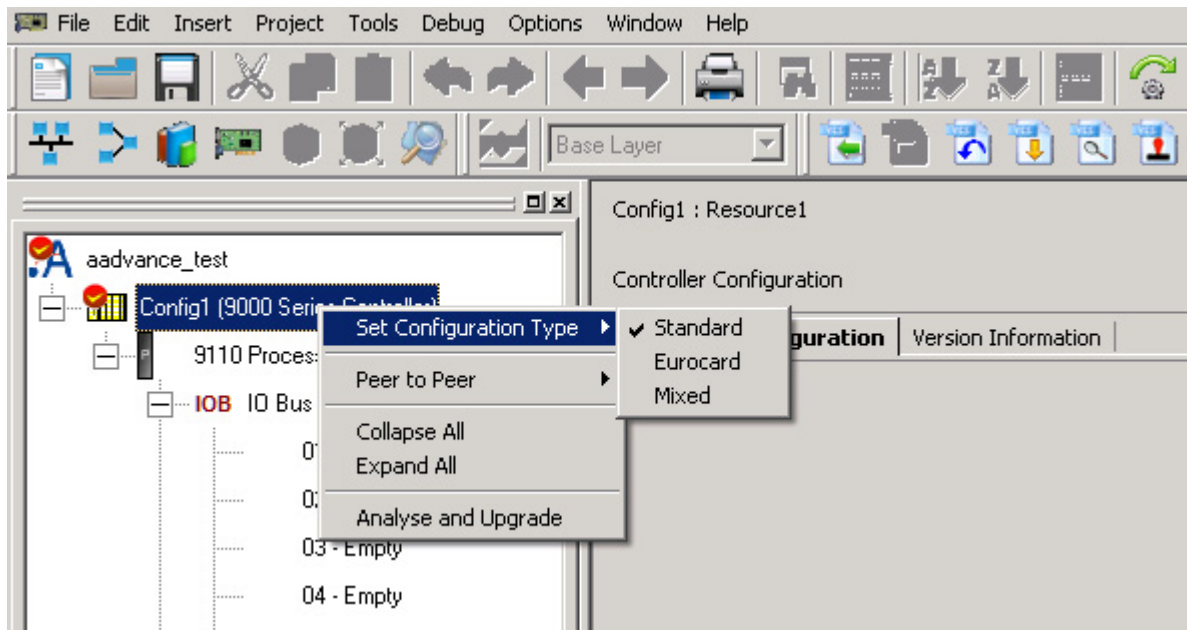 File Edit Insert Project Tools Debug Options Window Help
Base Layer
Config1 : Resource1
aadvance_test
Controller Configuration
Config1 (9000 Series Controller)
Set Configuration Type
Standard
guration
Version Information
9110 Process
Eurocard
Peer to Peer
Mixed
IOB IO Bus
Collapse All
Expand All
Analyse and Upgrade
03 - Empty
04 - Empty